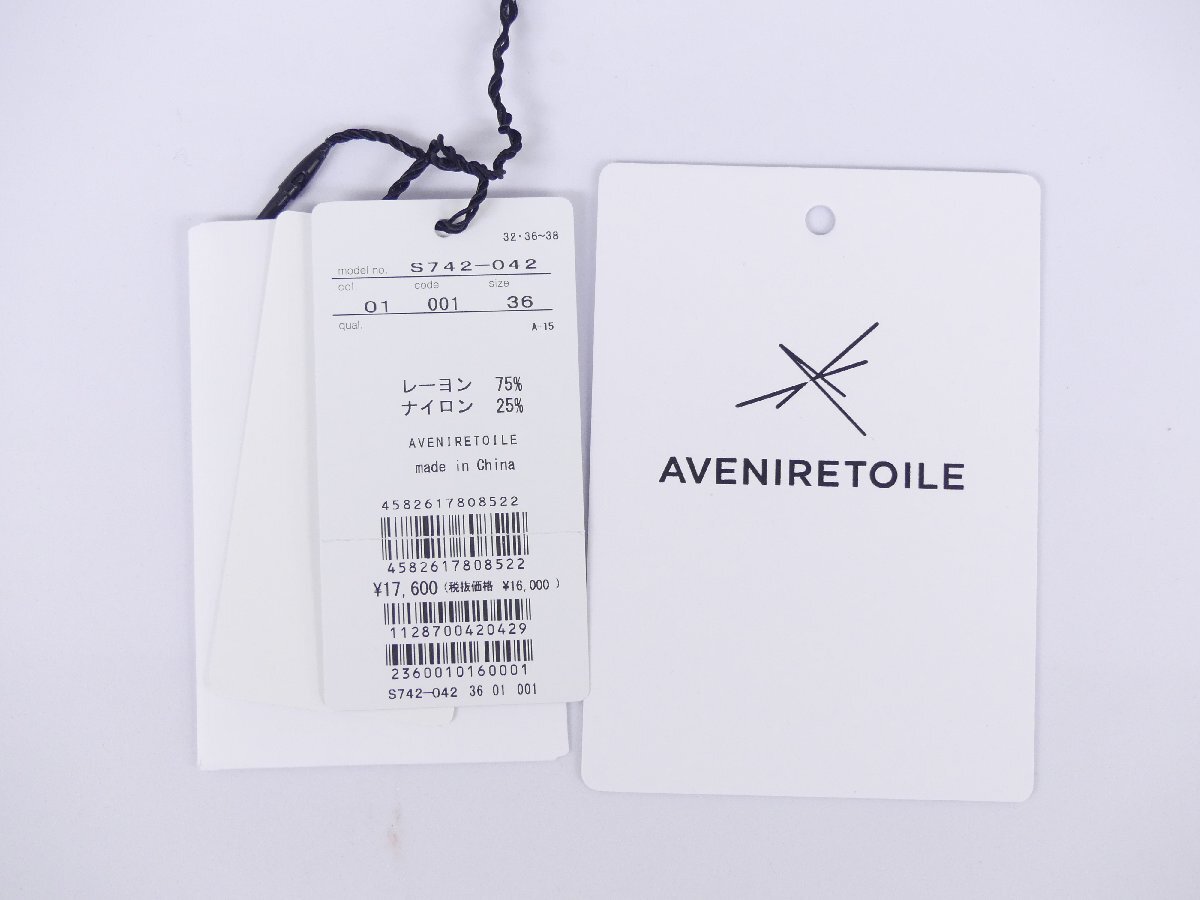 32・36~38
model no. S742-042
col code size
01 001 36
qual. A-15
レーヨン 75%
ナイロン 25%
AVENIRETOILE
made in China
4582617808522
4582617808522
¥17,600 (税抜価格 ¥16,000 )
1128700420429
2360010160001
S742-042 36 01 001
AVENIRETOILE